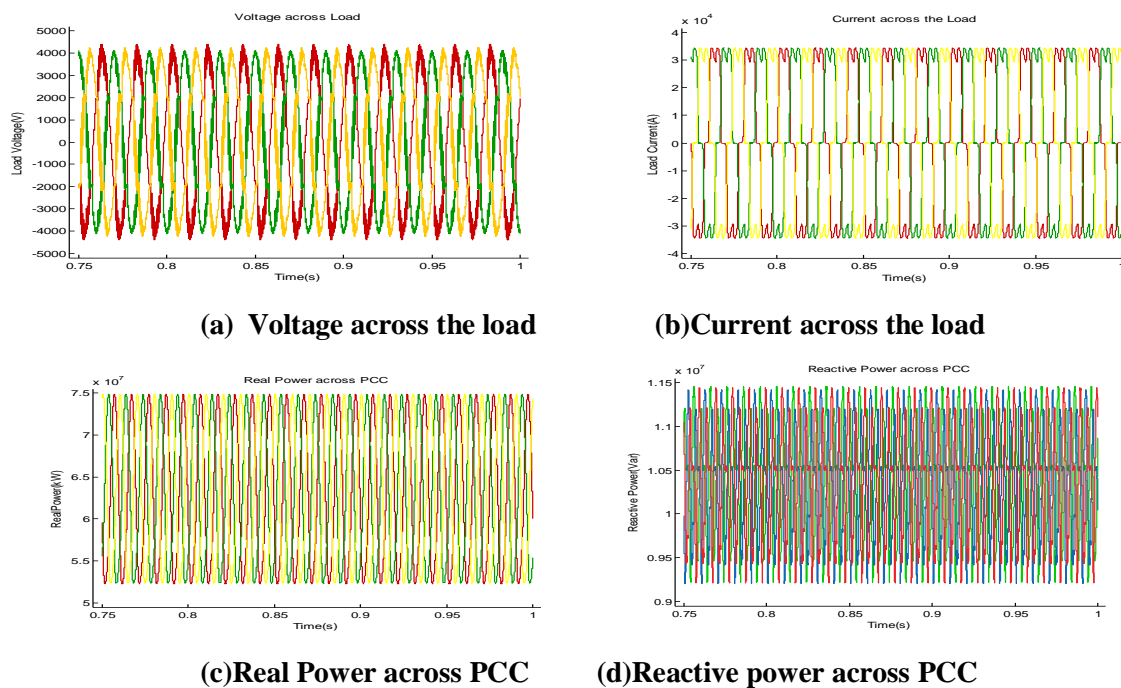 Voltage across Load
5000
4000
3000
2000
1000
0
-1000
-2000
-3000
-4000
-5000
Load Voltage(V)
0.75 0.8 0.85 0.9 0.95 1
Time(s)
Current across the Load
x 10^4
4
3
2
1
0
-1
-2
-3
-4
Load Current(A)
0.75 0.8 0.85 0.9 0.95 1
Time(s)
(a) Voltage across the load
(b)Current across the load
Real Power across PCC
x 10^7
7.5
7
6.5
6
5.5
5
RealPower(kW)
0.75 0.8 0.85 0.9 0.95 1
Time(s)
Reactive Power across PCC
x 10^7
1.15
1.1
1.05
1
0.95
0.9
Reactive Power(Var)
0.75 0.8 0.85 0.9 0.95 1
Time(s)
(c)Real Power across PCC
(d)Reactive power across PCC